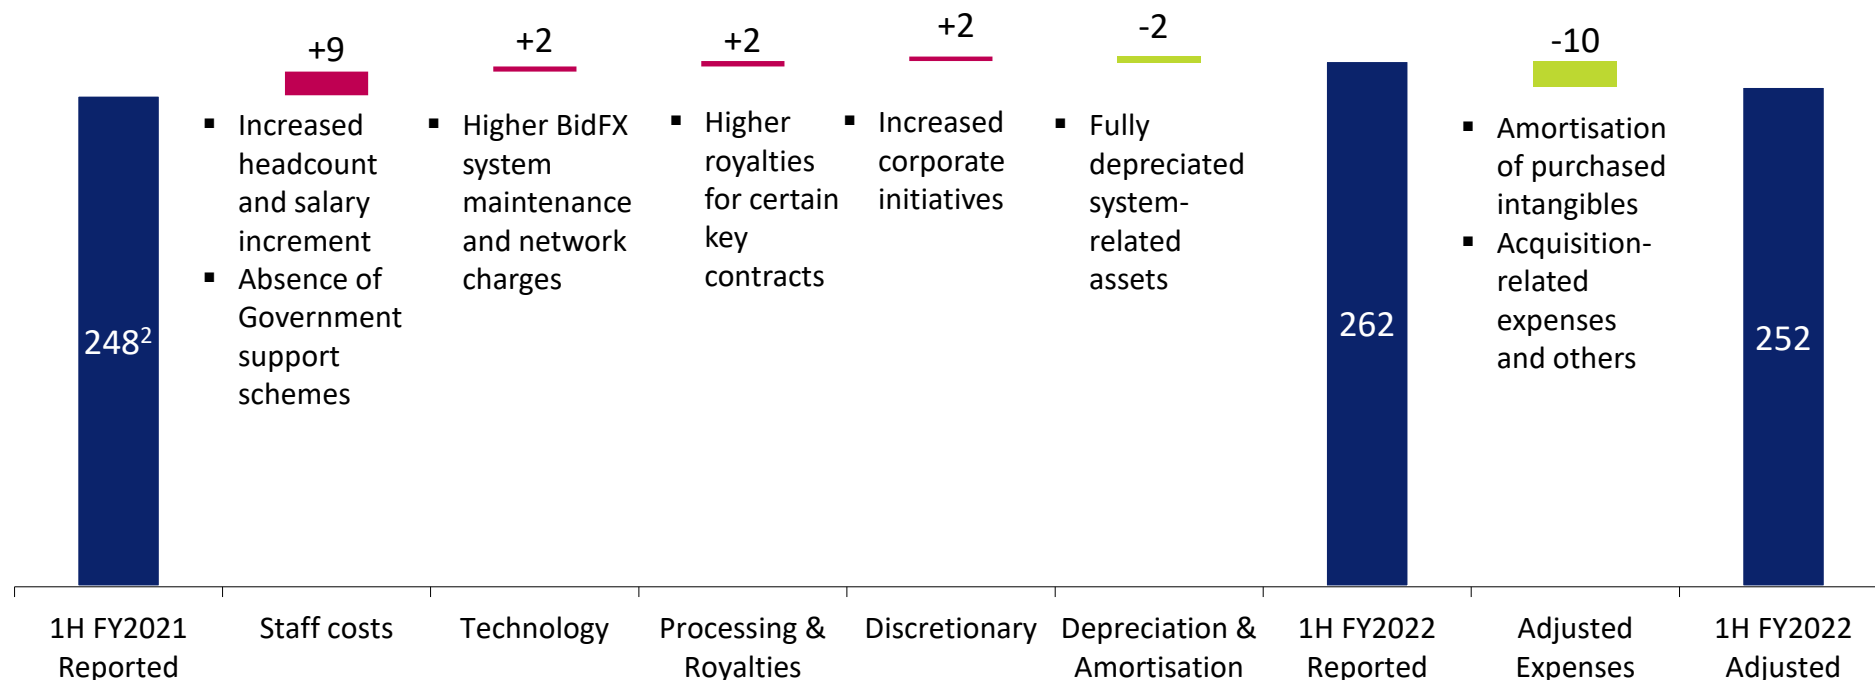 +9
+2
+2
+2
-2
-10
▪ Increased
headcount
and salary
increment
▪ Absence of
Government
support
schemes
▪ Higher BidFX
system
maintenance
and network
charges
▪ Higher
royalties
for certain
key
contracts
▪ Increased
corporate
initiatives
▪ Fully
depreciated
system-
related
assets
▪ Amortisation
of purchased
intangibles
▪ Acquisition-
related
expenses
and others
248²
262
252
1H FY2021
Reported
Staff costs
Technology
Processing &
Royalties
Discretionary
Depreciation &
Amortisation
1H FY2022
Reported
Adjusted
Expenses
1H FY2022
Adjusted